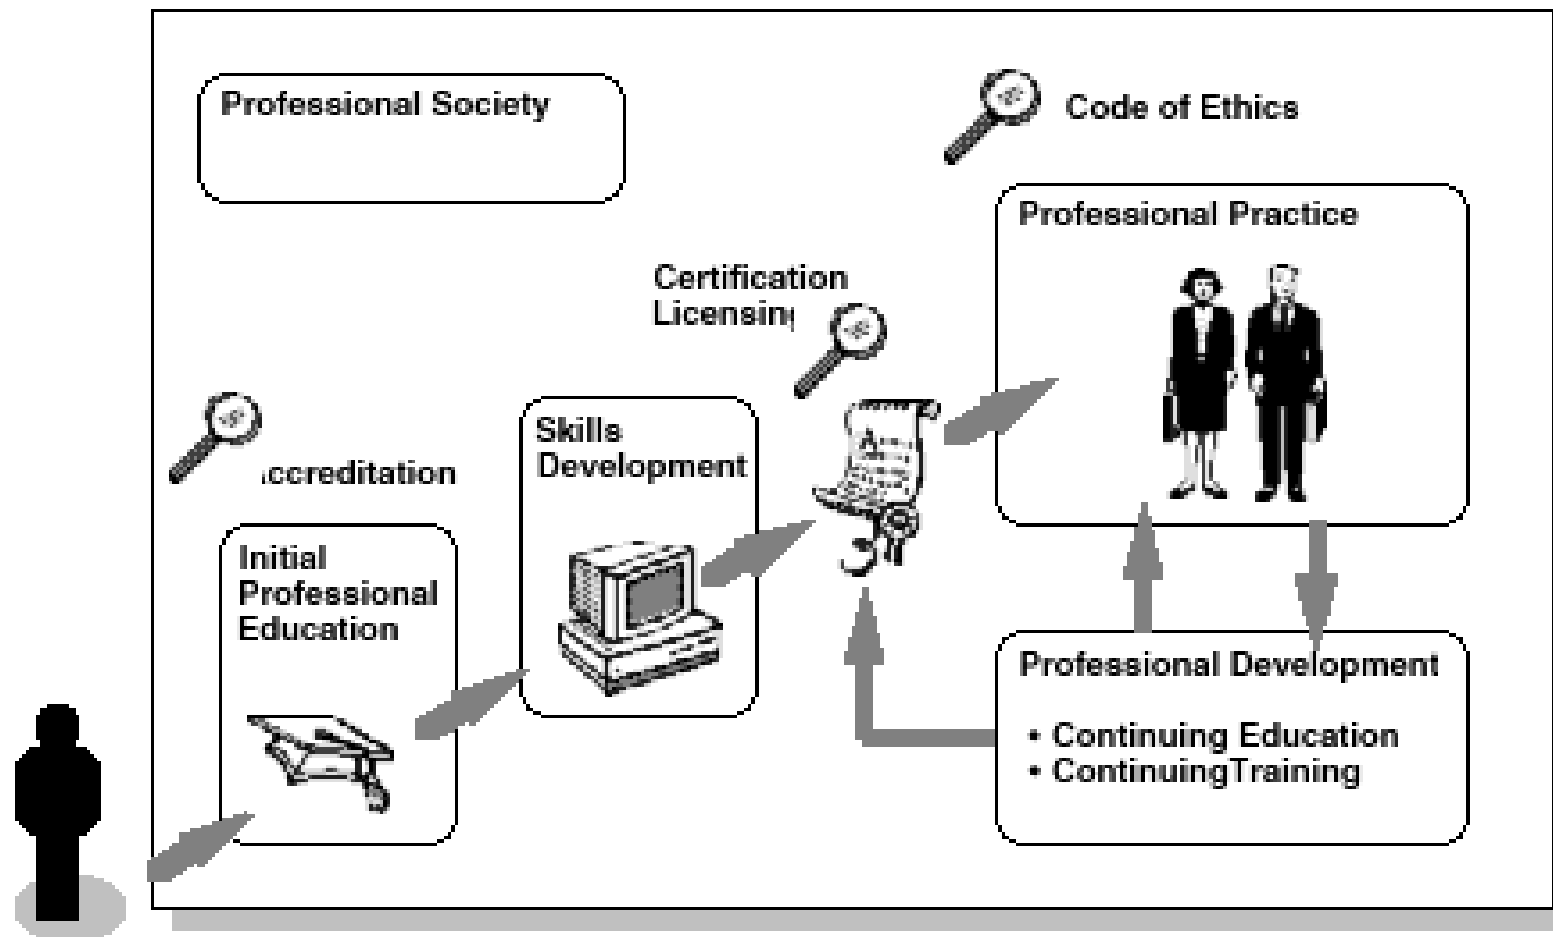 Professional Society
Code of Ethics
Professional Practice
Certification
Licensing
Skills
Development
ccreditation
Initial
Professional
Education
Professional Development
• Continuing Education
• ContinuingTraining